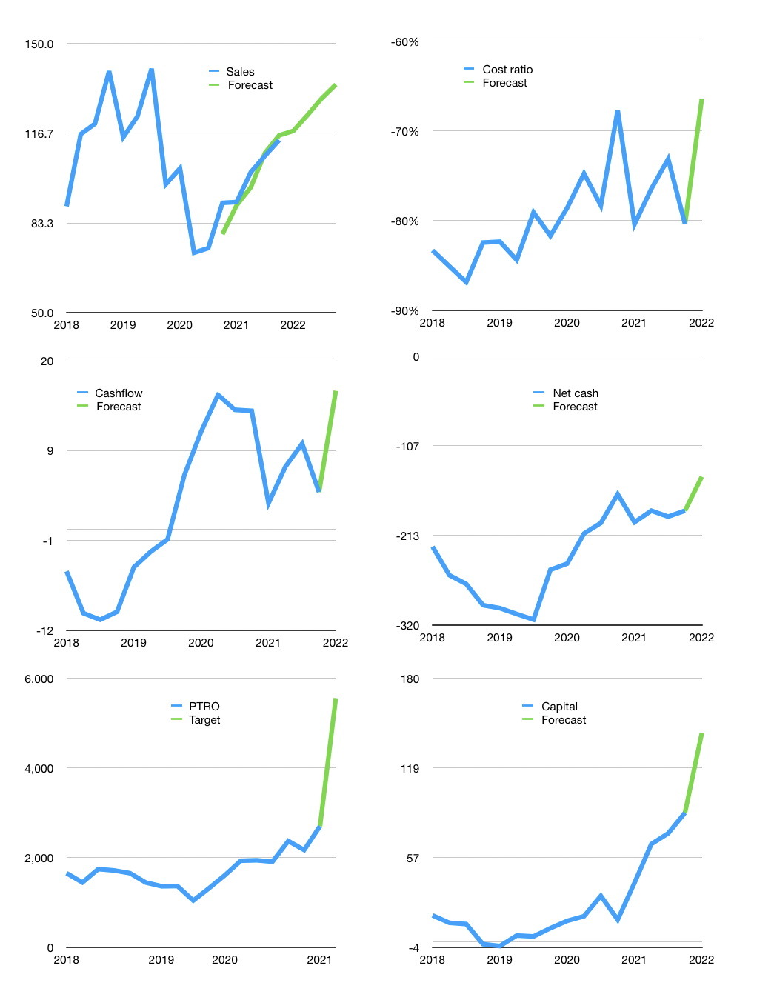 150.0
Sales
Forecast
116.7
83.3
50.0
2018 2019 2020 2021 2022
-60%
Cost ratio
Forecast
-70%
-80%
-90%
2018 2019 2020 2021 2022
20
Cashflow
Forecast
9
-1
-12
2018 2019 2020 2021 2022
0
Net cash
Forecast
-107
-213
-320
2018 2019 2020 2021 2022
6,000
PTRO
Target
4,000
2,000
0
2018 2019 2020 2021
180
Capital
Forecast
119
57
-4
2018 2019 2020 2021 2022